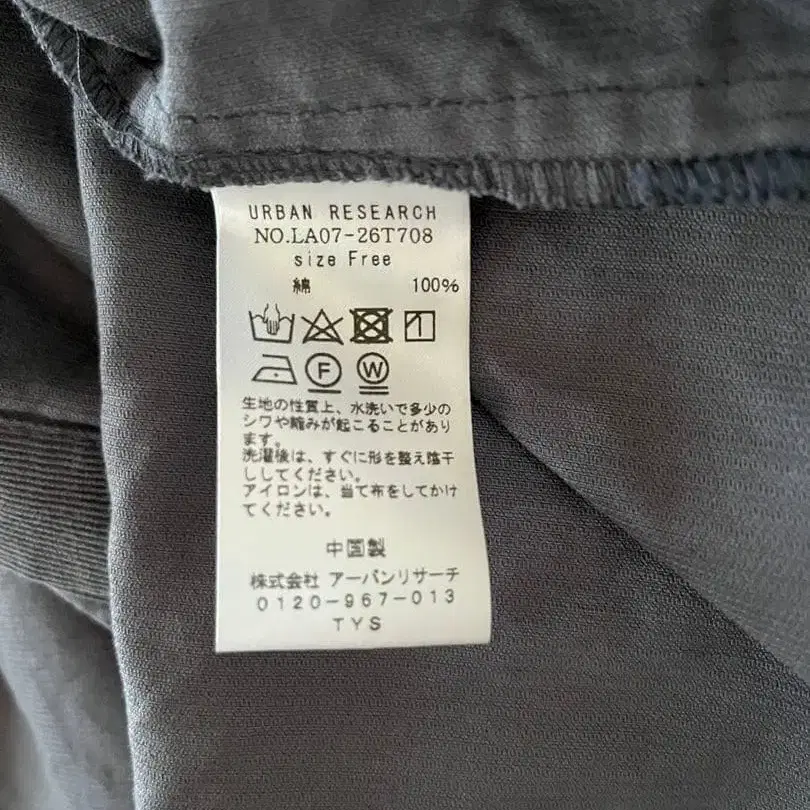 URBAN RESEARCH
NO.LA07-26T708
size Free
綿 100%
F W
生地の性質上、水洗いで多少の
シワや縮みが起こることがあり
ます。
洗濯後は、すぐに形を整え陰干
ししてください。
アイロンは、当て布をしてかけ
てください。
中国製
株式会社 アーバンリサーチ
0120-967-013
TYS